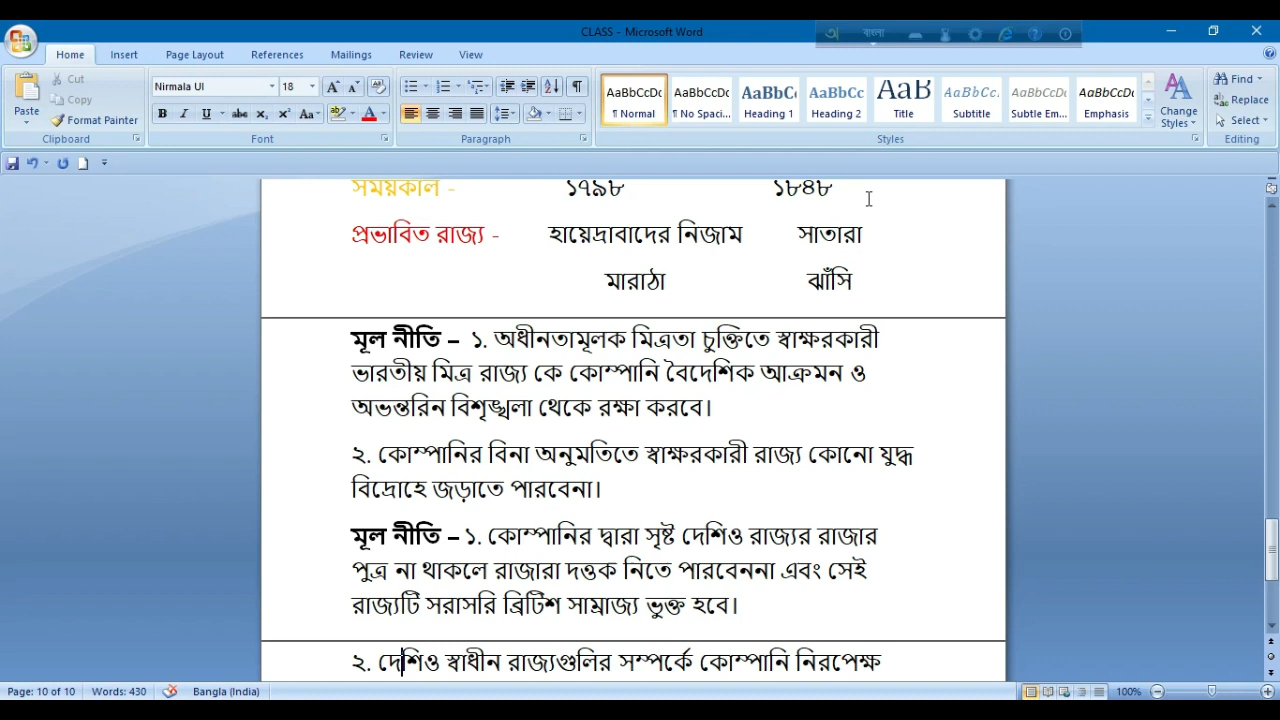 CLASS - Microsoft Word
বাংলা
Home Insert Page Layout References Mailings Review View
Paste
Cut
Copy
Format Painter
Clipboard
Nirmala UI 18
Font
Paragraph
AaBbCcDc AaBbCcDc AaBbC AaBbCc AaB AaBbCc. AaBbCcDc AaBbCcDc
¶ Normal ¶ No Spaci... Heading 1 Heading 2 Title Subtitle Subtle Em... Emphasis
Change Styles
Styles
Find
Replace
Select
Editing
সময়কাল - ১৭৯৮ ১৮৪৮
প্রভাবিত রাজ্য - হায়েদ্রাবাদের নিজাম সাতারা
মারাঠা ঝাঁসি
মূল নীতি – ১. অধীনতামূলক মিত্রতা চুক্তিতে স্বাক্ষরকারী
ভারতীয় মিত্র রাজ্য কে কোম্পানি বৈদেশিক আক্রমন ও
অভন্তরিন বিশৃঙ্খলা থেকে রক্ষা করবে।
২. কোম্পানির বিনা অনুমতিতে স্বাক্ষরকারী রাজ্য কোনো যুদ্ধ
বিদ্রোহে জড়াতে পারবেনা।
মূল নীতি – ১. কোম্পানির দ্বারা সৃষ্ট দেশিও রাজ্যর রাজার
পুত্র না থাকলে রাজারা দত্তক নিতে পারবেননা এবং সেই
রাজ্যটি সরাসরি ব্রিটিশ সাম্রাজ্য ভুক্ত হবে।
২. দেশিও স্বাধীন রাজ্যগুলির সম্পর্কে কোম্পানি নিরপেক্ষ
Page: 10 of 10 Words: 430 Bangla (India) 100%